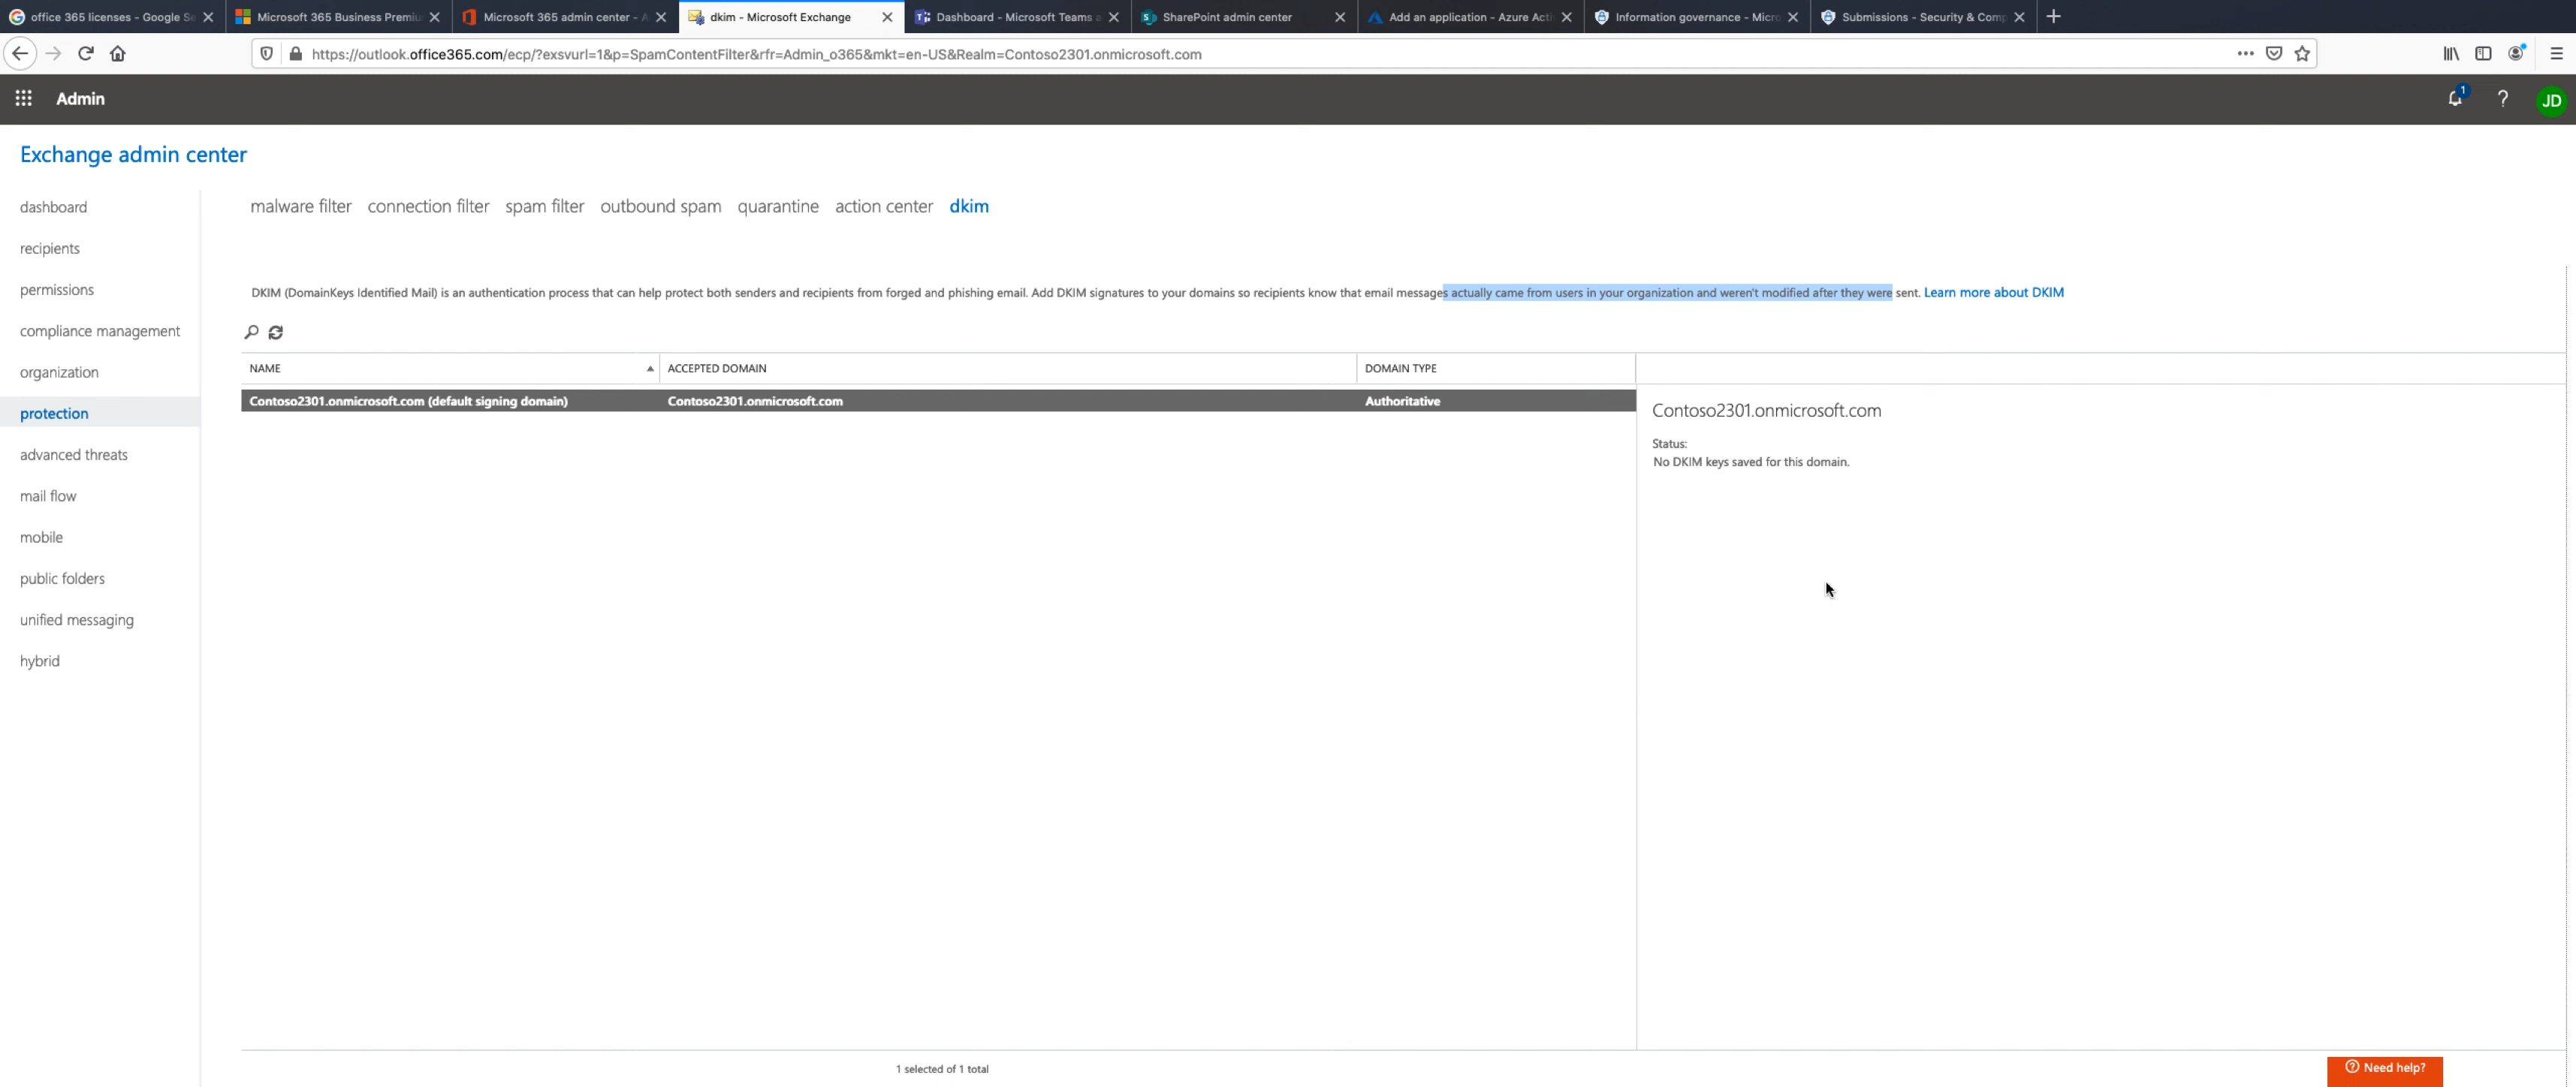 office 365 licenses - Google Se
Microsoft 365 Business Premiu
Microsoft 365 admin center - A
dkim - Microsoft Exchange
Dashboard - Microsoft Teams a
SharePoint admin center
Add an application - Azure Acti
Information governance - Micro
Submissions - Security & Comp
https://outlook.office365.com/ecp/?exsvurl=1&p=SpamContentFilter&rfr=Admin_o365&mkt=en-US&Realm=Contoso2301.onmicrosoft.com
Admin
1
?
JD
Exchange admin center
dashboard
recipients
permissions
compliance management
organization
protection
advanced threats
mail flow
mobile
public folders
unified messaging
hybrid
malware filter connection filter spam filter outbound spam quarantine action center dkim
DKIM (DomainKeys Identified Mail) is an authentication process that can help protect both senders and recipients from forged and phishing email. Add DKIM signatures to your domains so recipients know that email messages actually came from users in your organization and weren't modified after they were sent. Learn more about DKIM
NAME ACCEPTED DOMAIN DOMAIN TYPE
Contoso2301.onmicrosoft.com (default signing domain) Contoso2301.onmicrosoft.com Authoritative
Contoso2301.onmicrosoft.com
Status:
No DKIM keys saved for this domain.
1 selected of 1 total
Need help?